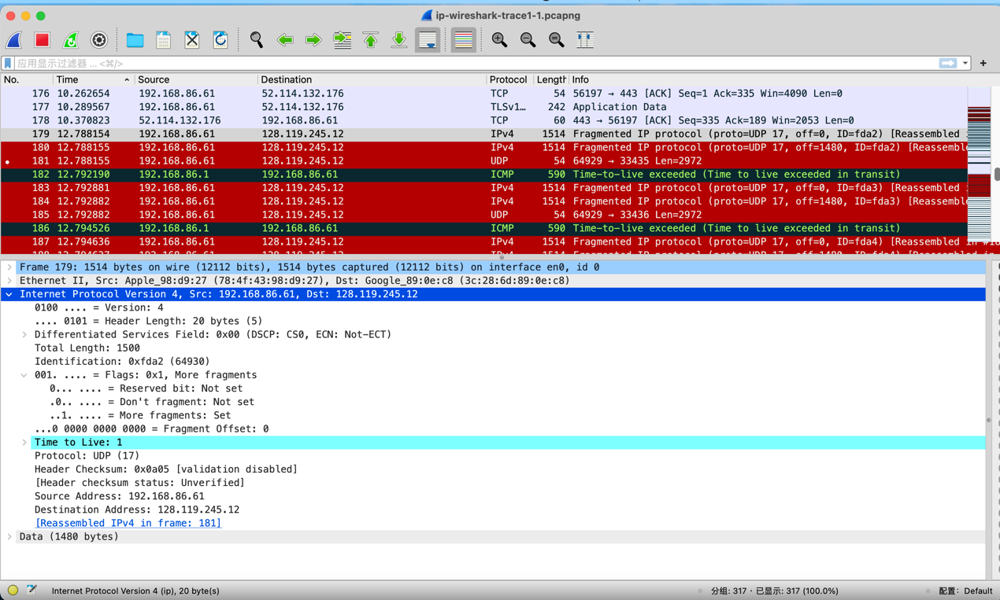 ip-wireshark-trace1-1.pcapng
应用显示过滤器 … <⌘/>
+
No. Time Source Destination Protocol Length Info
176 10.262654 192.168.86.61 52.114.132.176 TCP 54 56197 → 443 [ACK] Seq=1 Ack=335 Win=4090 Len=0
177 10.289567 192.168.86.61 52.114.132.176 TLSv1… 242 Application Data
178 10.370823 52.114.132.176 192.168.86.61 TCP 60 443 → 56197 [ACK] Seq=335 Ack=189 Win=2053 Len=0
179 12.788154 192.168.86.61 128.119.245.12 IPv4 1514 Fragmented IP protocol (proto=UDP 17, off=0, ID=fda2) [Reassembled
180 12.788155 192.168.86.61 128.119.245.12 IPv4 1514 Fragmented IP protocol (proto=UDP 17, off=1480, ID=fda2) [Reassemble
181 12.788155 192.168.86.61 128.119.245.12 UDP 54 64929 → 33435 Len=2972
182 12.792190 192.168.86.1 192.168.86.61 ICMP 590 Time-to-live exceeded (Time to live exceeded in transit)
183 12.792881 192.168.86.61 128.119.245.12 IPv4 1514 Fragmented IP protocol (proto=UDP 17, off=0, ID=fda3) [Reassembled
184 12.792882 192.168.86.61 128.119.245.12 IPv4 1514 Fragmented IP protocol (proto=UDP 17, off=1480, ID=fda3) [Reassemble
185 12.792882 192.168.86.61 128.119.245.12 UDP 54 64929 → 33436 Len=2972
186 12.794526 192.168.86.1 192.168.86.61 ICMP 590 Time-to-live exceeded (Time to live exceeded in transit)
187 12.794636 192.168.86.61 128.119.245.12 IPv4 1514 Fragmented IP protocol (proto=UDP 17, off=0, ID=fda4) [Reassembled in
Frame 179: 1514 bytes on wire (12112 bits), 1514 bytes captured (12112 bits) on interface en0, id 0
Ethernet II, Src: Apple_98:d9:27 (78:4f:43:98:d9:27), Dst: Google_89:0e:c8 (3c:28:6d:89:0e:c8)
Internet Protocol Version 4, Src: 192.168.86.61, Dst: 128.119.245.12
0100 .... = Version: 4
.... 0101 = Header Length: 20 bytes (5)
Differentiated Services Field: 0x00 (DSCP: CS0, ECN: Not-ECT)
Total Length: 1500
Identification: 0xfda2 (64930)
001. .... = Flags: 0x1, More fragments
0... .... = Reserved bit: Not set
.0.. .... = Don't fragment: Not set
..1. .... = More fragments: Set
...0 0000 0000 0000 = Fragment Offset: 0
Time to Live: 1
Protocol: UDP (17)
Header Checksum: 0x0a05 [validation disabled]
[Header checksum status: Unverified]
Source Address: 192.168.86.61
Destination Address: 128.119.245.12
[Reassembled IPv4 in frame: 181]
Data (1480 bytes)
Internet Protocol Version 4 (ip), 20 byte(s) 分组: 317 · 已显示: 317 (100.0%) 配置: Default